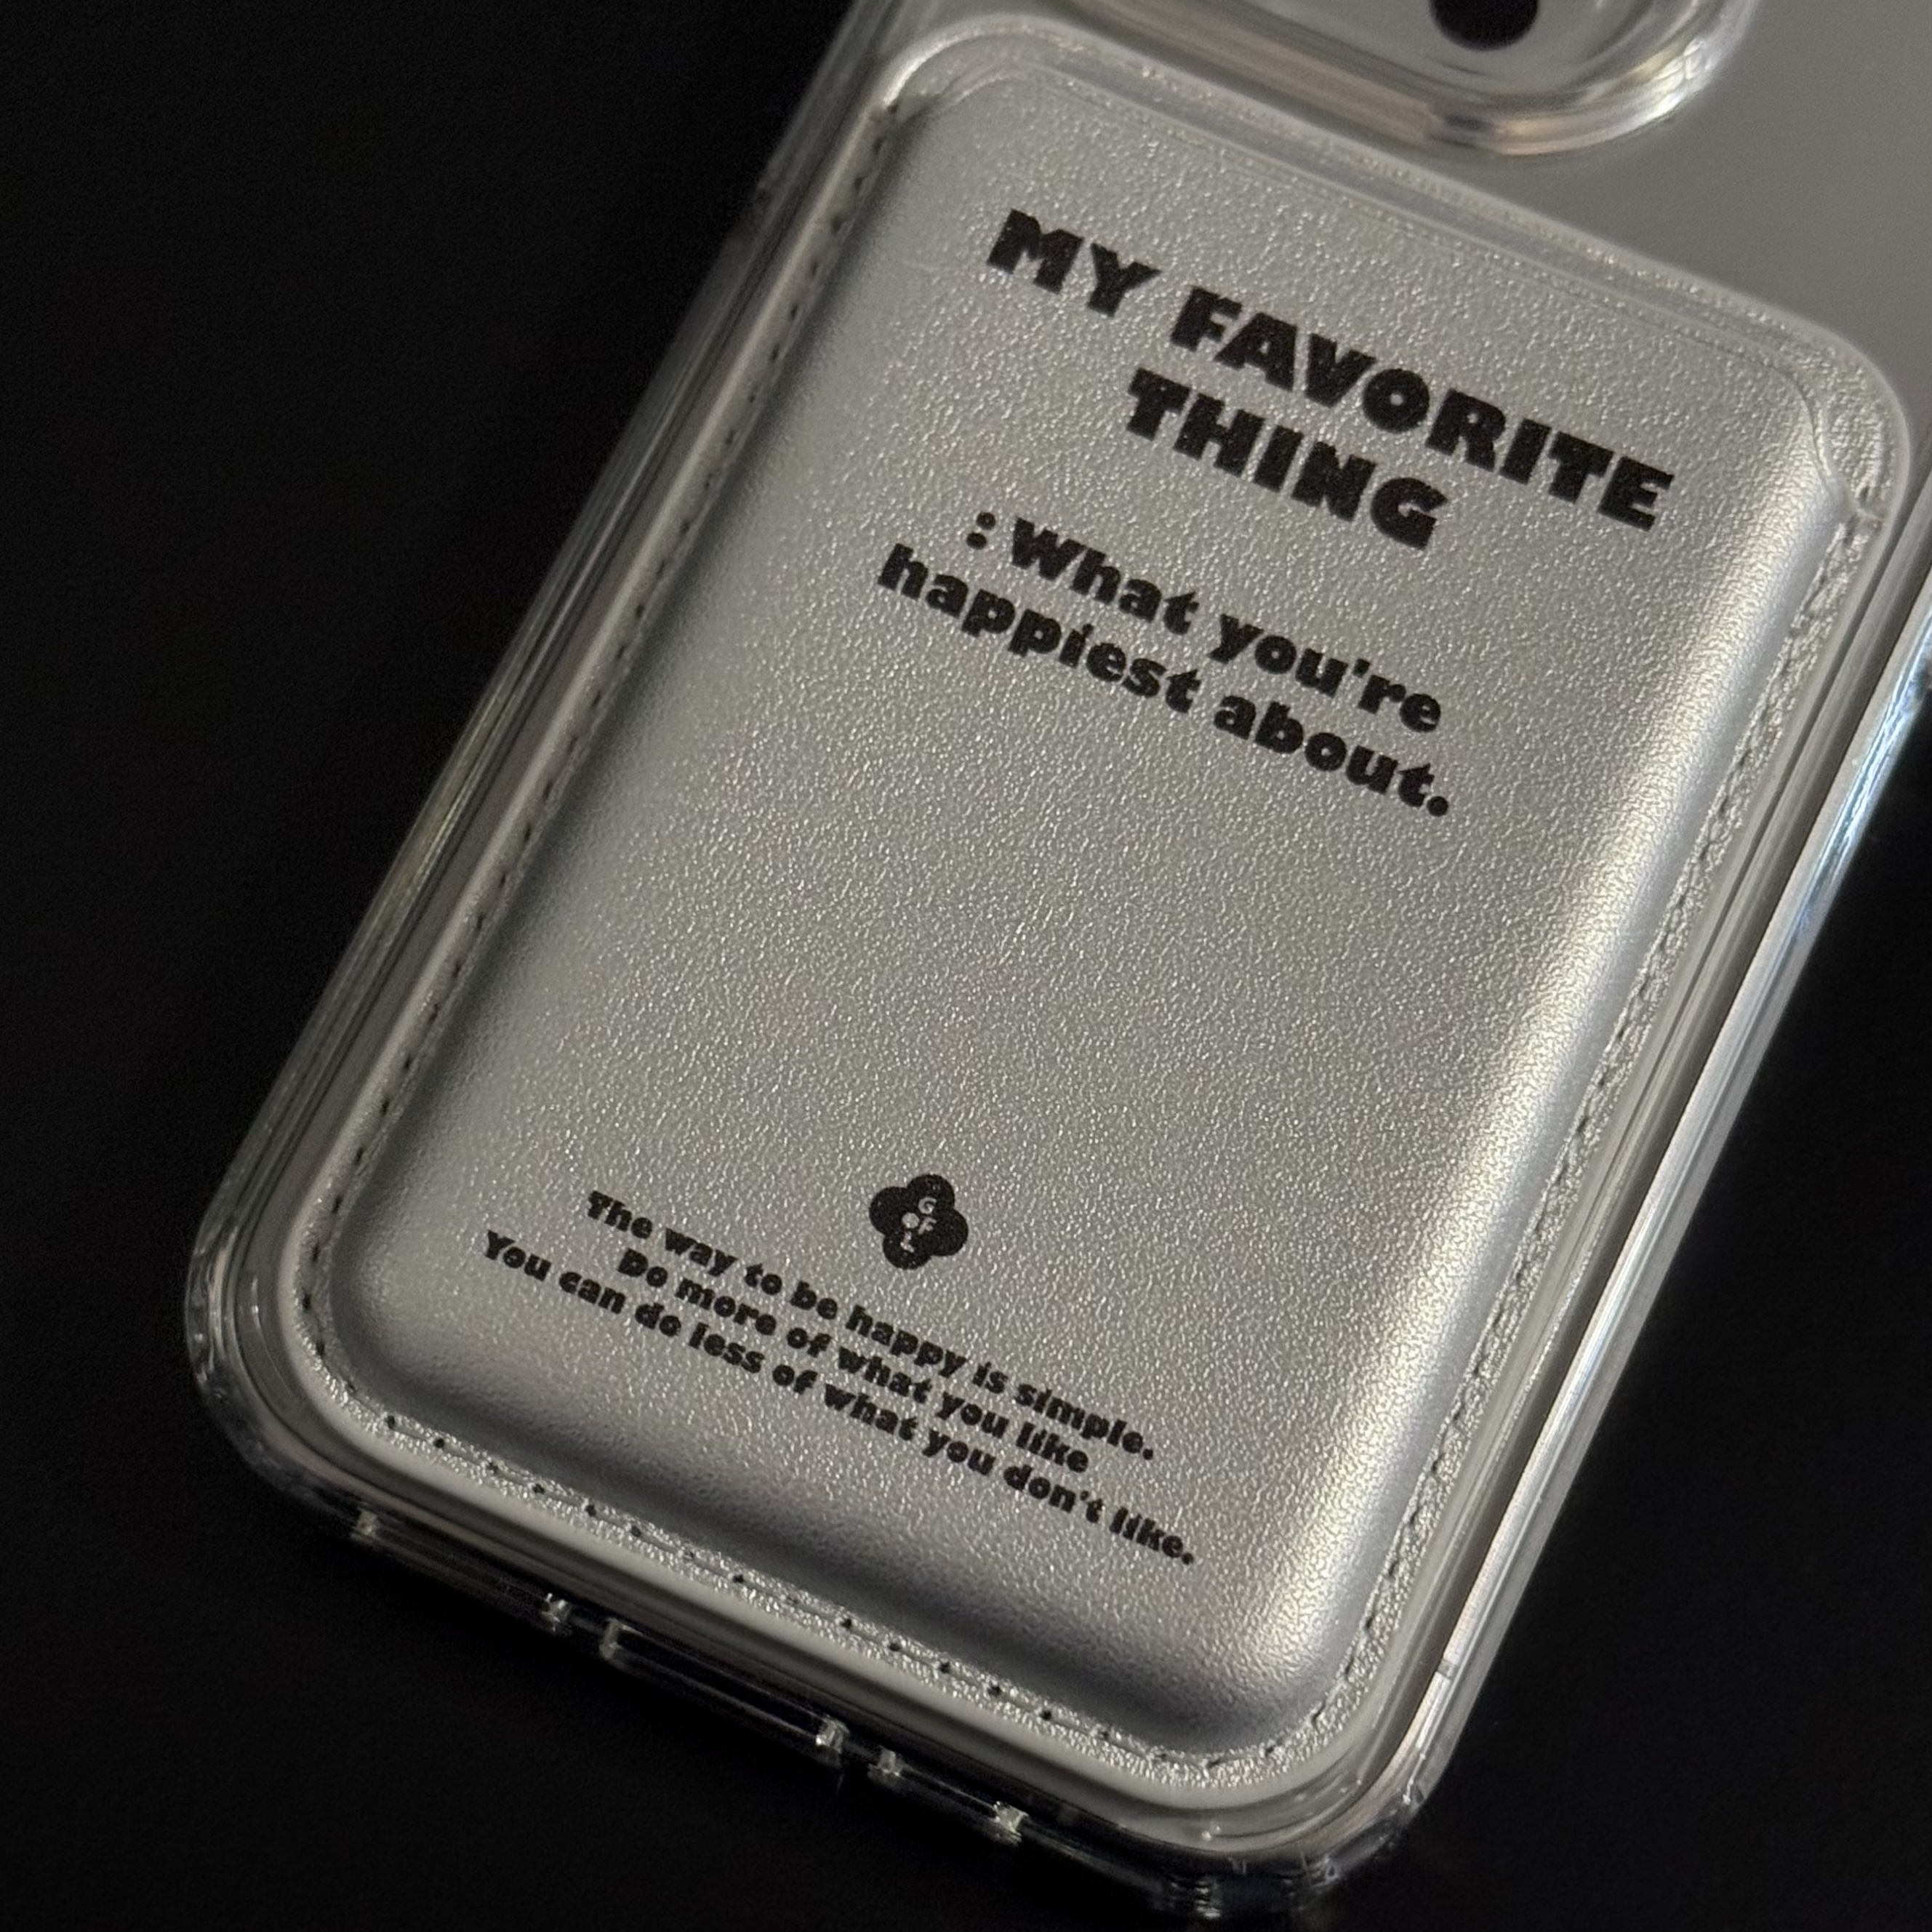 MY FAVORITE
THING
: What you're
happiest about.
G
F
L
The way to be happy is simple.
Do more of what you like
You can do less of what you don't like.